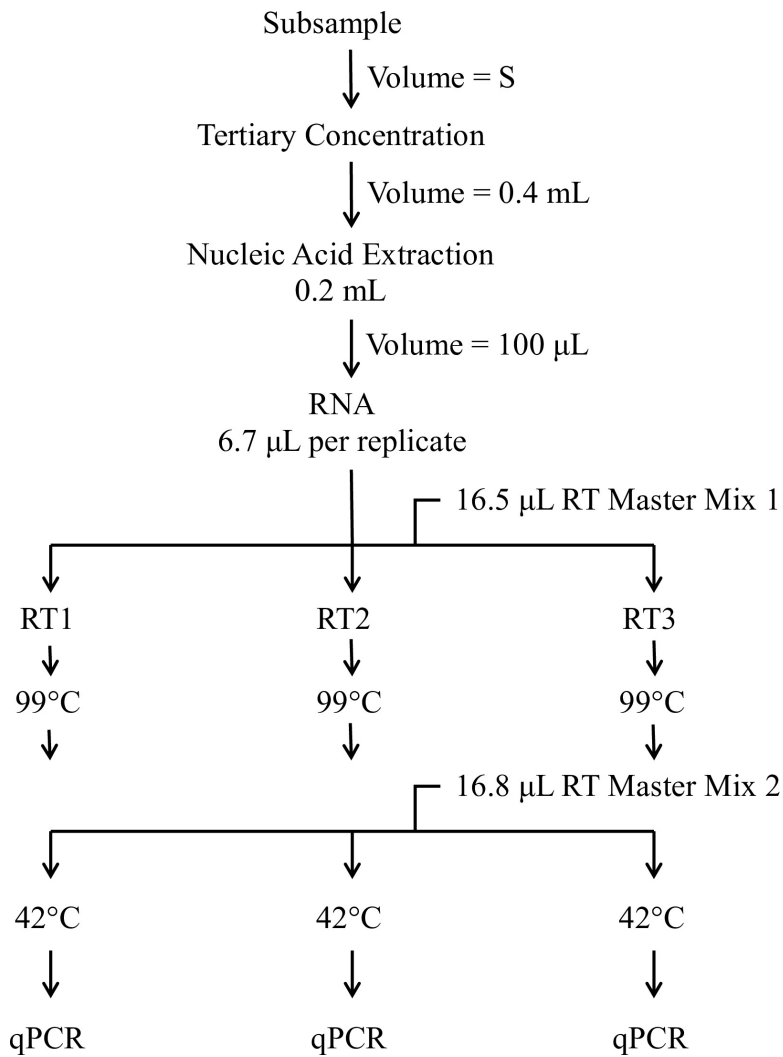 Subsample
Volume = S
Tertiary Concentration
Volume = 0.4 mL
Nucleic Acid Extraction
0.2 mL
Volume = 100 μL
RNA
6.7 μL per replicate
16.5 μL RT Master Mix 1
RT1 RT2 RT3
99°C 99°C 99°C
16.8 μL RT Master Mix 2
42°C 42°C 42°C
qPCR qPCR qPCR